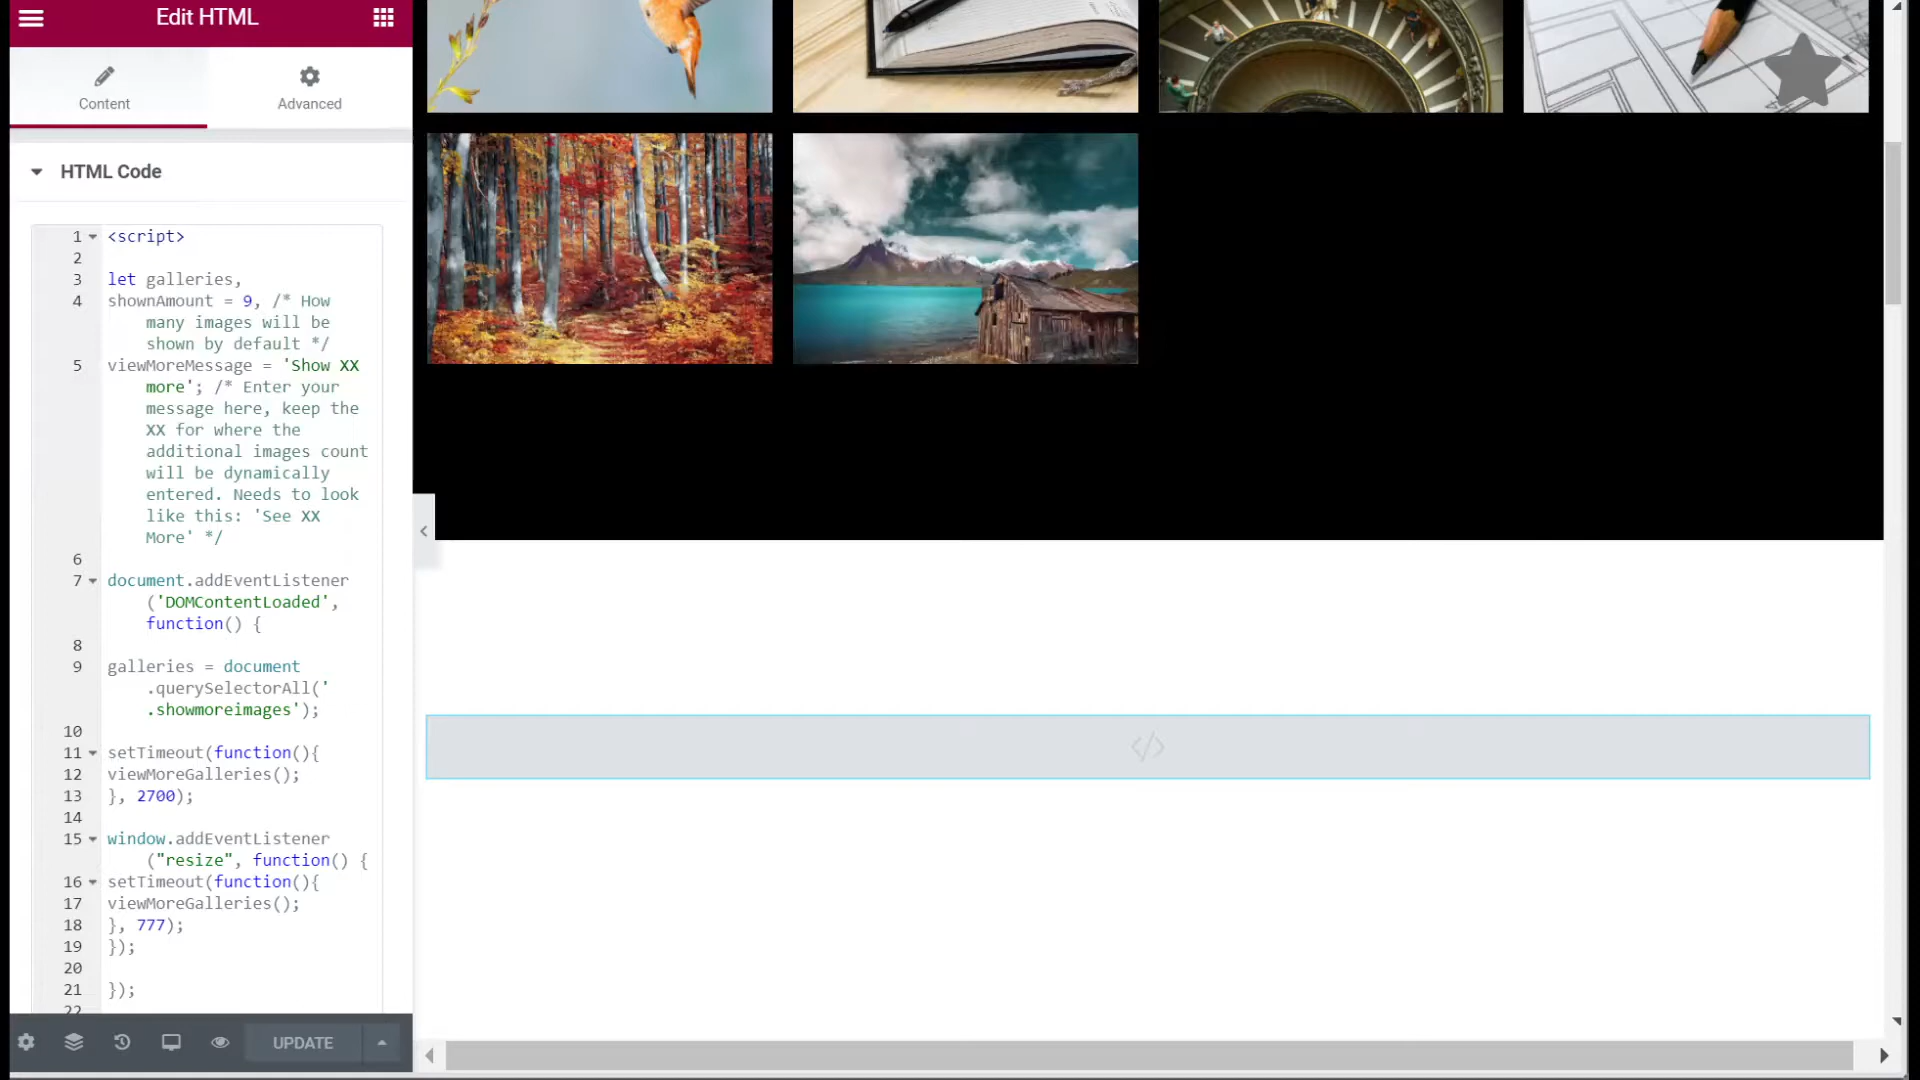 Edit HTML
Content
Advanced
HTML Code
1 <script>
2
3 let galleries,
4 shownAmount = 9, /* How
many images will be
shown by default */
5 viewMoreMessage = 'Show XX
more'; /* Enter your
message here, keep the
XX for where the
additional images count
will be dynamically
entered. Needs to look
like this: 'See XX
More' */
6
7 document.addEventListener
('DOMContentLoaded',
function() {
8
9 galleries = document
.querySelectorAll('
.showmoreimages');
10
11 setTimeout(function(){
12 viewMoreGalleries();
13 }, 2700);
14
15 window.addEventListener
("resize", function() {
16 setTimeout(function(){
17 viewMoreGalleries();
18 }, 777);
19 });
20
21 });
22
UPDATE